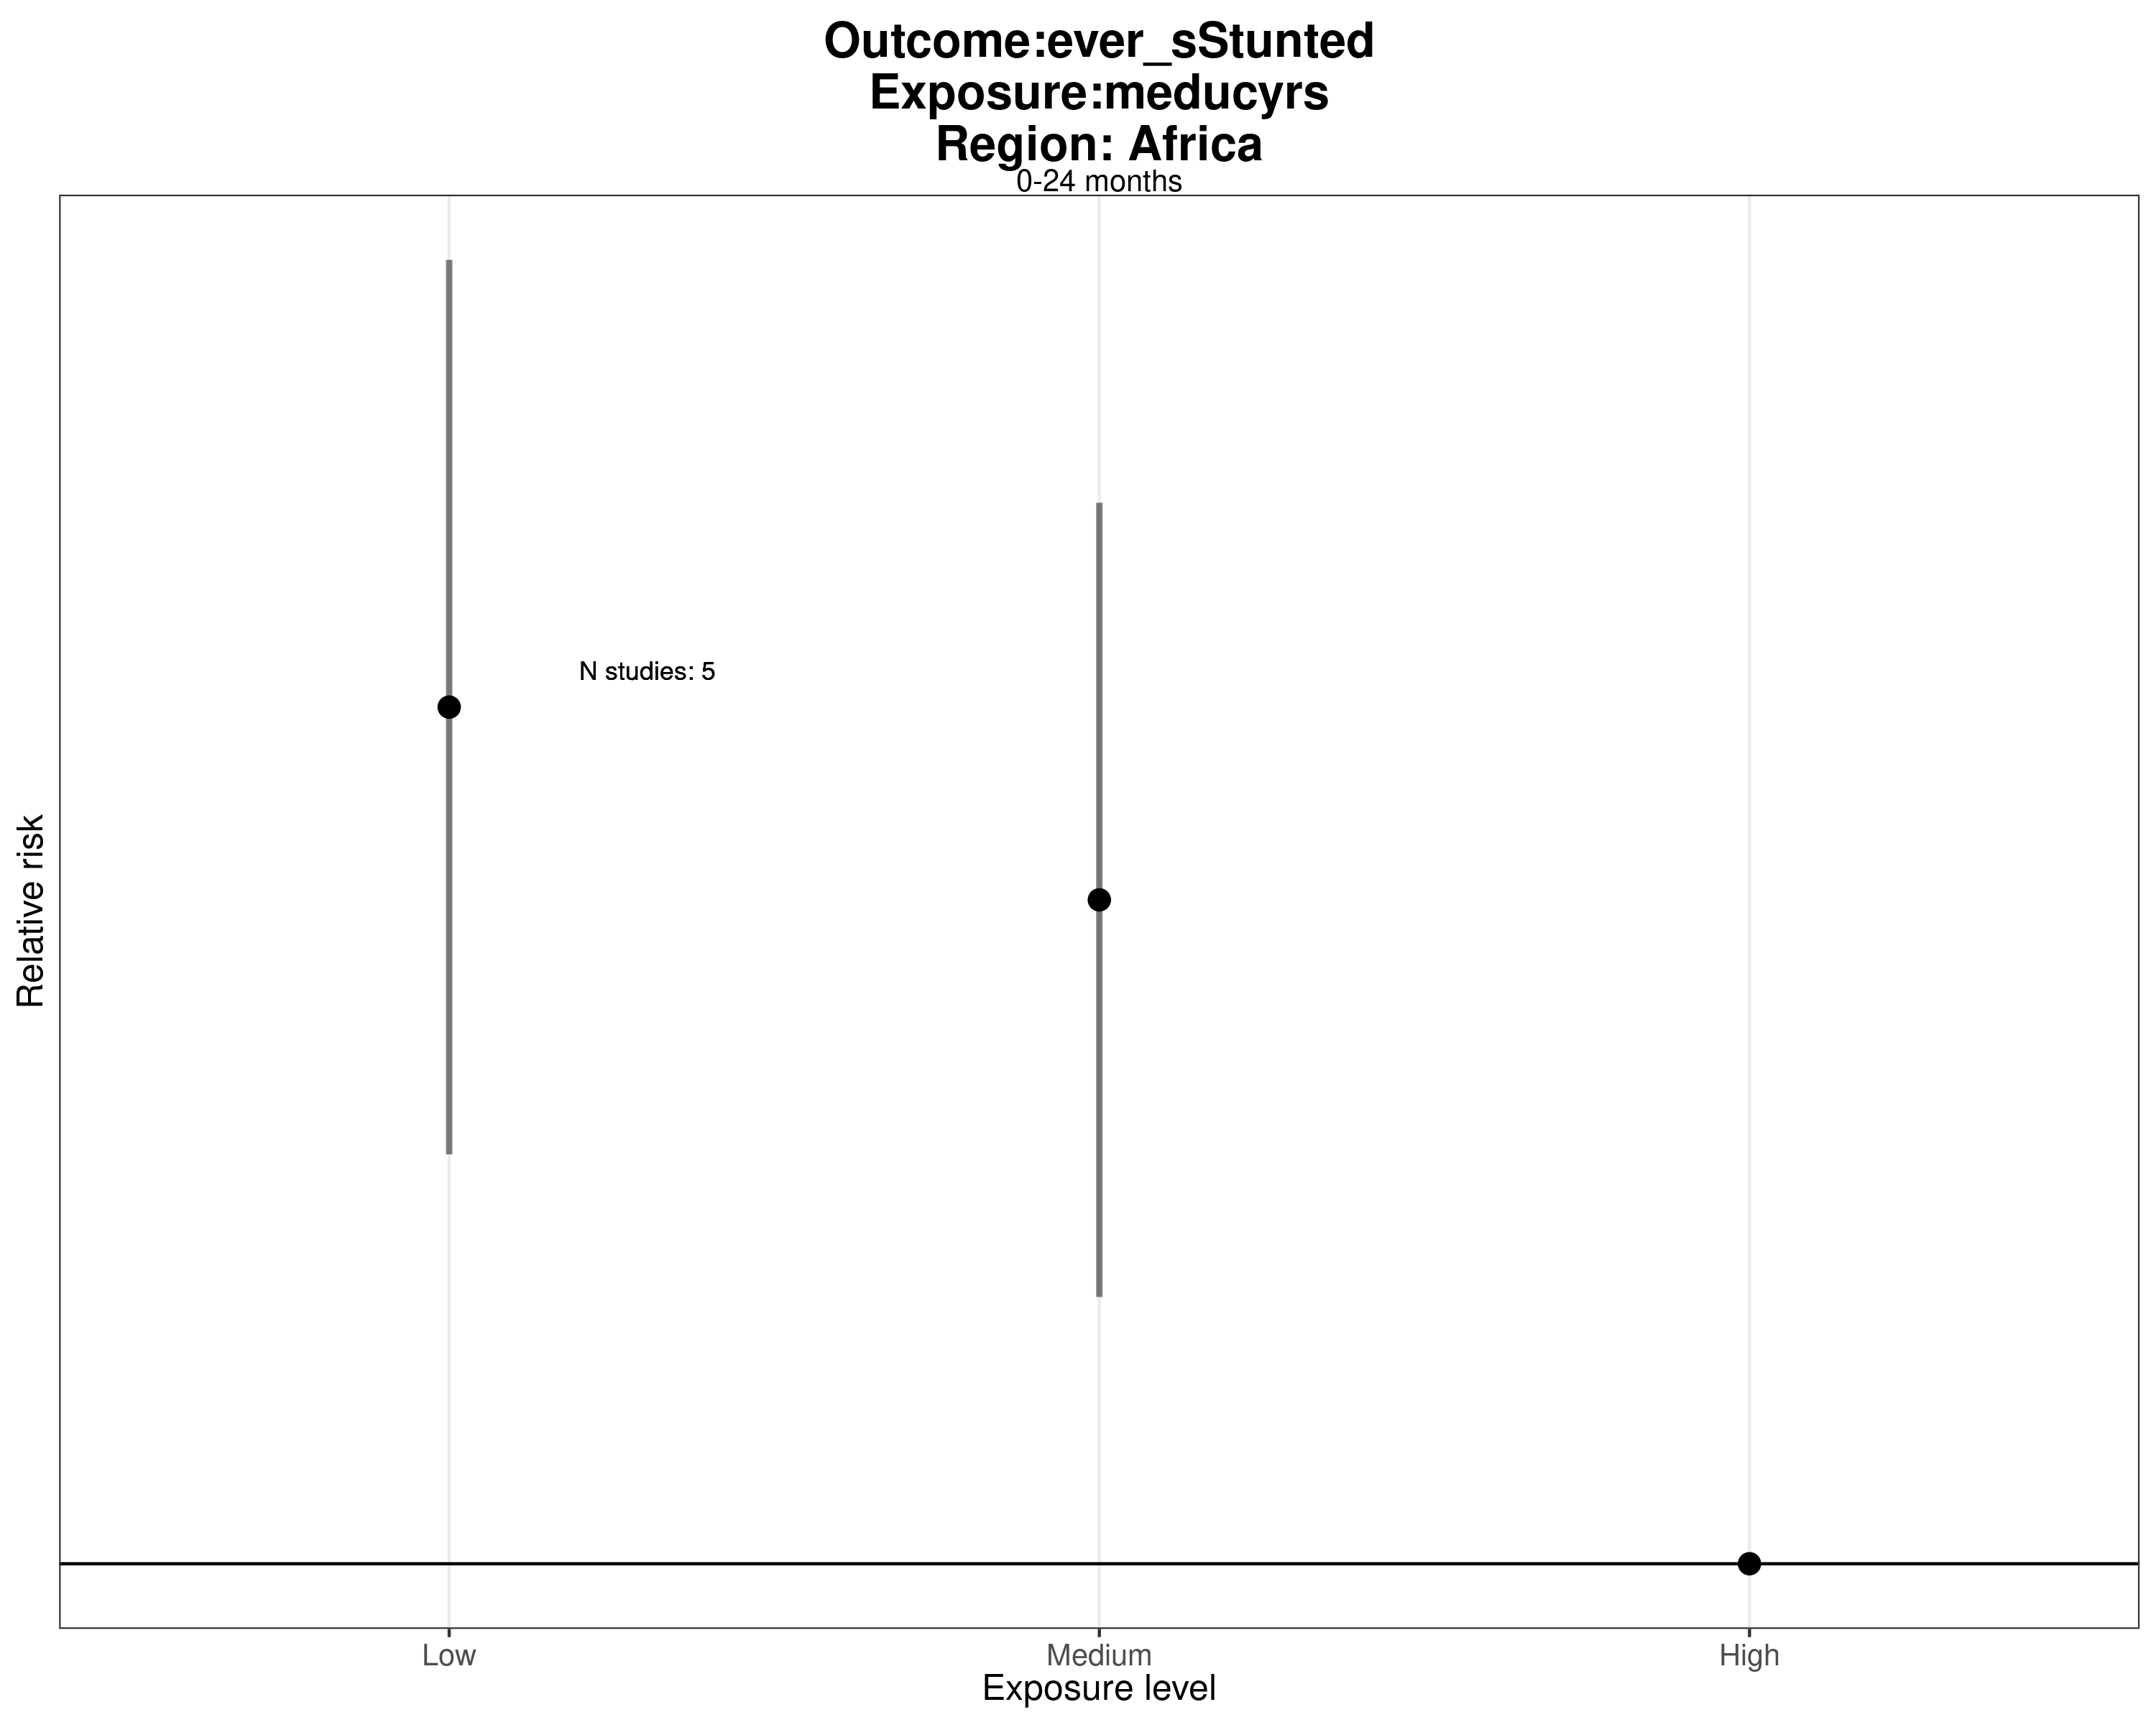 Outcome:ever_sStunted
Exposure:meducyrs
Region: Africa
0-24 months
N studies: 5
Relative risk
Low
Medium
High
Exposure level